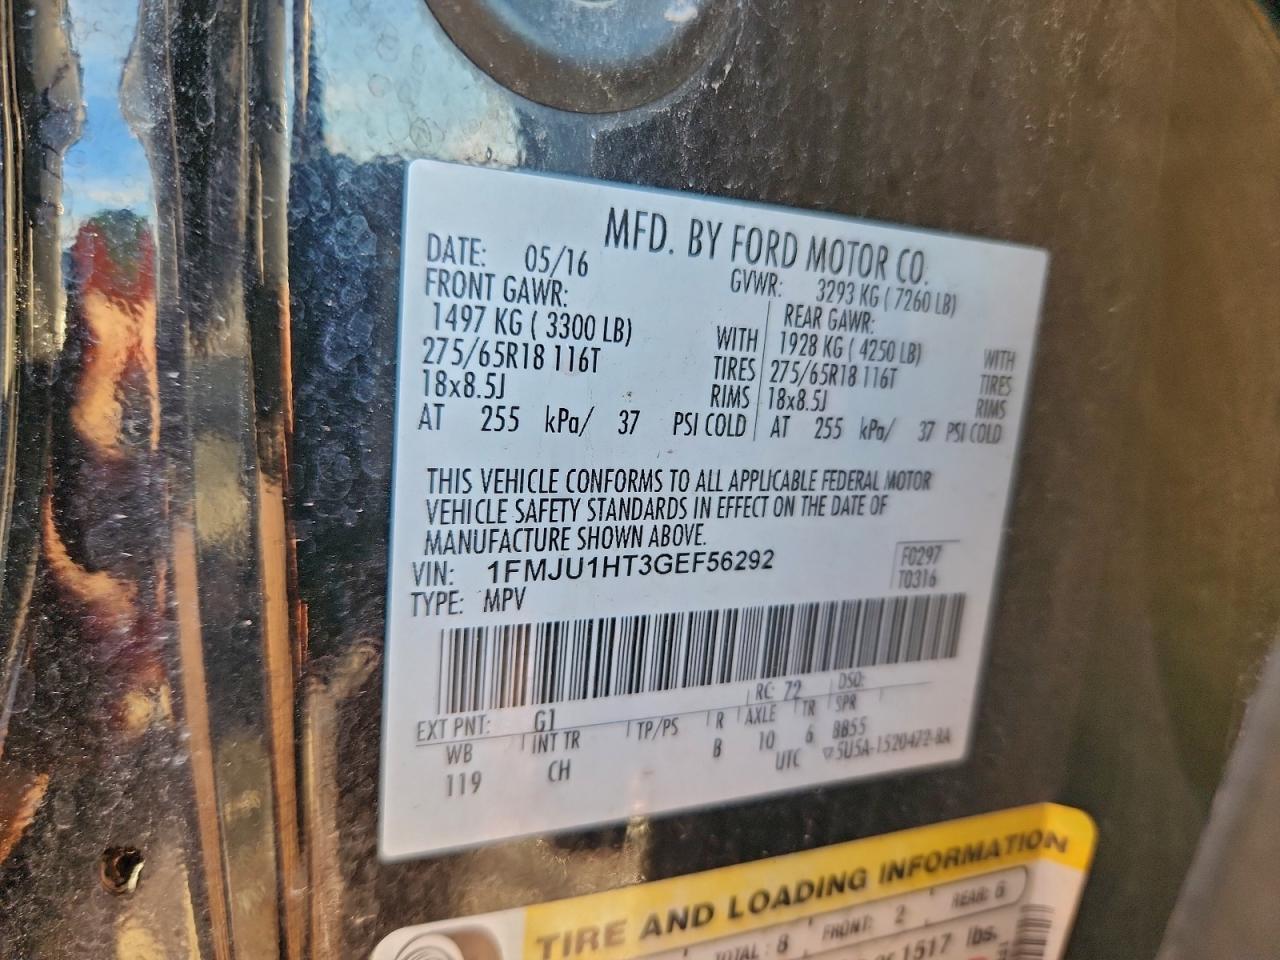 MFD. BY FORD MOTOR CO.
DATE: 05/16 GVWR: 3293 KG ( 7260 LB)
FRONT GAWR: REAR GAWR:
1497 KG ( 3300 LB) WITH 1928 KG ( 4250 LB) WITH
275/65R18 116T TIRES 275/65R18 116T TIRES
18x8.5J RIMS 18x8.5J RIMS
AT 255 kPa/ 37 PSI COLD AT 255 kPa/ 37 PSI COLD
THIS VEHICLE CONFORMS TO ALL APPLICABLE FEDERAL MOTOR
VEHICLE SAFETY STANDARDS IN EFFECT ON THE DATE OF
MANUFACTURE SHOWN ABOVE.
VIN: 1FMJU1HT3GEF56292 F0297
TYPE: MPV T0316
EXT PNT: G1 RC: 72 DSO:
WB INT TR TP/PS R AXLE TR SPR
119 CH B 10 6 BB55
UTC ▽5U5A-1520472-BA
TIRE AND LOADING INFORMATION
TOTAL : 8 FRONT: 2 REAR: 6
1517 lbs.